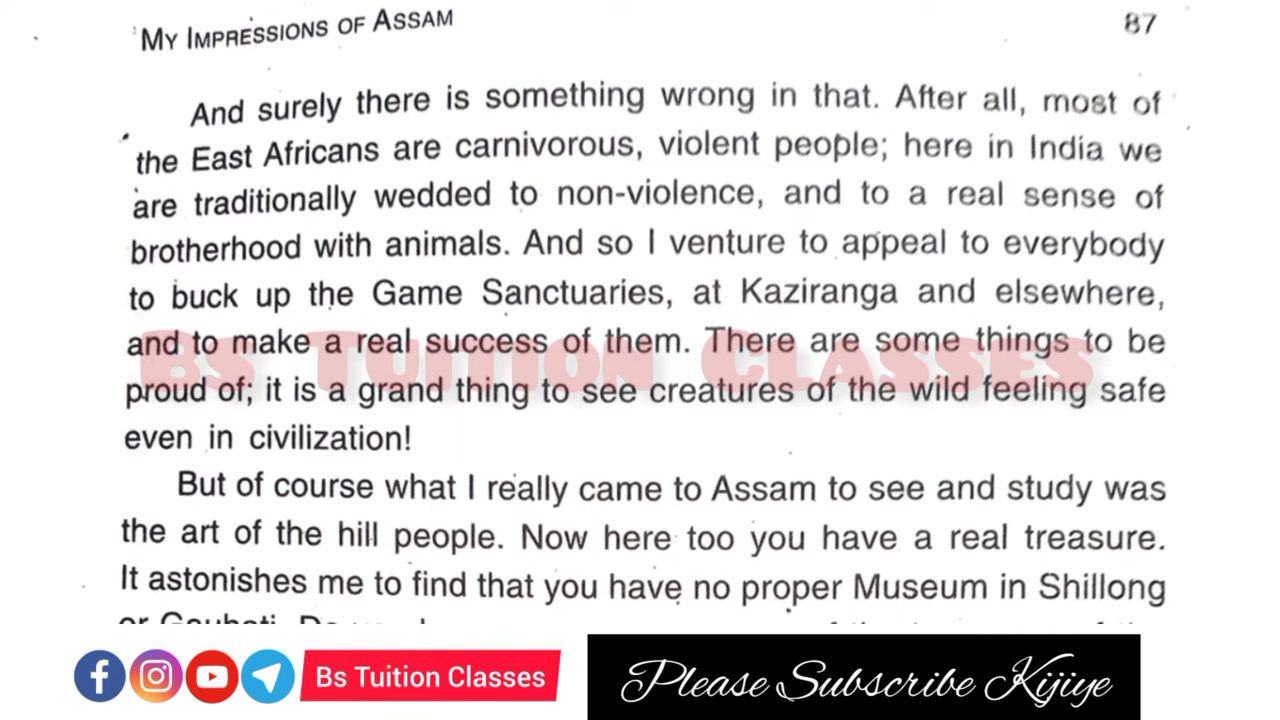 MY IMPRESSIONS OF ASSAM 87
And surely there is something wrong in that. After all, most of
the East Africans are carnivorous, violent people; here in India we
are traditionally wedded to non-violence, and to a real sense of
brotherhood with animals. And so I venture to appeal to everybody
to buck up the Game Sanctuaries, at Kaziranga and elsewhere,
and to make a real success of them. There are some things to be
Bs Tuition Classes
proud of; it is a grand thing to see creatures of the wild feeling safe
even in civilization!
But of course what I really came to Assam to see and study was
the art of the hill people. Now here too you have a real treasure.
It astonishes me to find that you have no proper Museum in Shillong
Bs Tuition Classes
Please Subscribe Kijiye